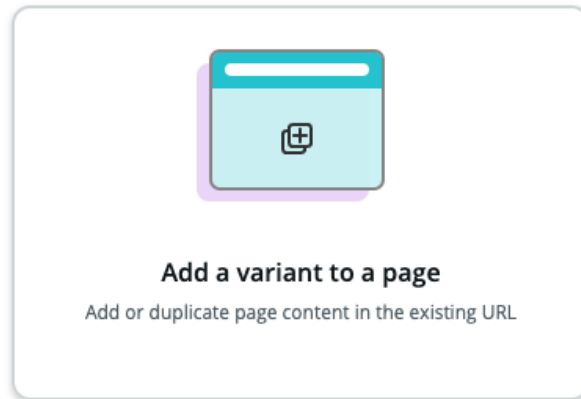 Add a variant to a page
Add or duplicate page content in the existing URL